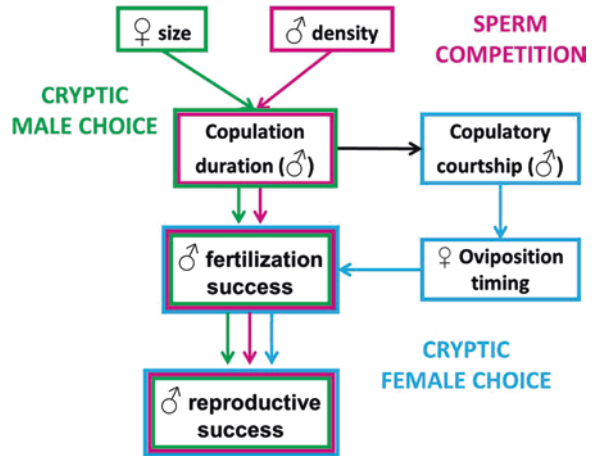 ♀ size
♂ density
SPERM
COMPETITION
CRYPTIC
MALE CHOICE
Copulation
duration (♂)
Copulatory
courtship (♂)
♂ fertilization
success
♀ Oviposition
timing
CRYPTIC
FEMALE CHOICE
♂ reproductive
success